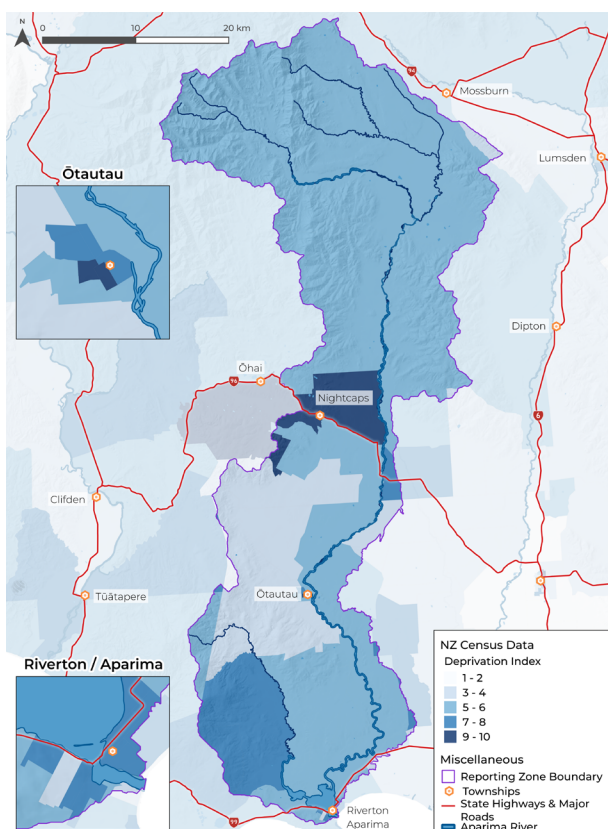 N
0 10 20 km
94
Mossburn
Lumsden
Ōtautau
Dipton
Ōhai
96
Nightcaps
6
Clifden
Ōtautau
Tūātapere
Riverton / Aparima
NZ Census Data
Deprivation Index
1 - 2
3 - 4
5 - 6
7 - 8
9 - 10
Miscellaneous
Reporting Zone Boundary
Townships
State Highways & Major
Roads
Aparima River
99
Riverton
Aparima